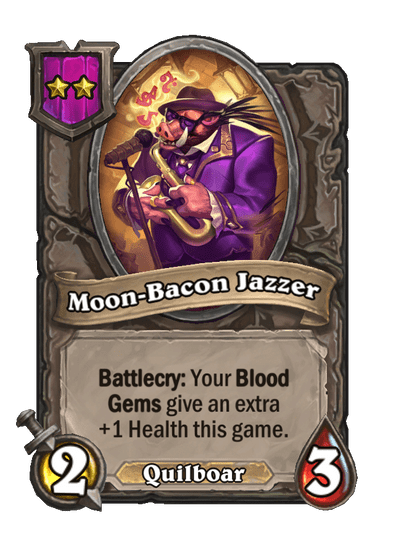 Moon-Bacon Jazzer
Battlecry: Your Blood
Gems give an extra
+1 Health this game.
2
Quilboar
3